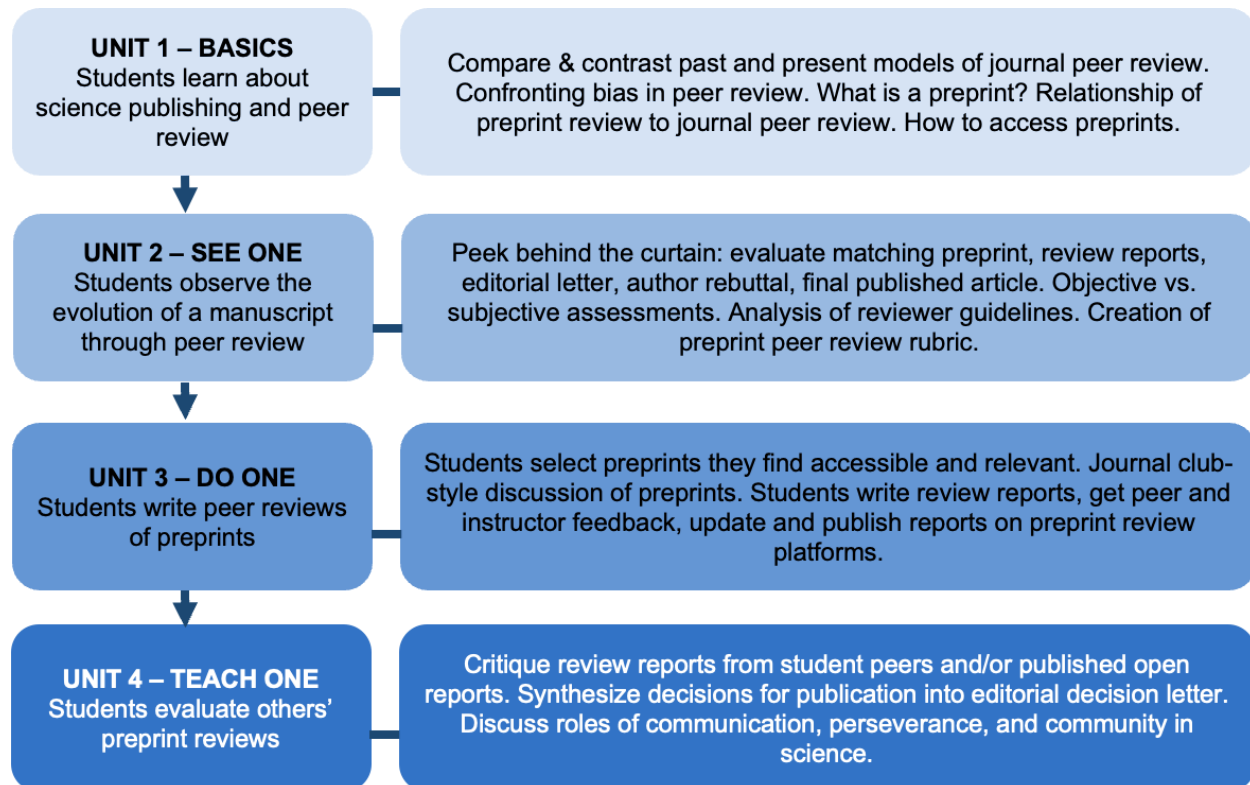 UNIT 1 – BASICS
Students learn about
science publishing and peer
review
Compare & contrast past and present models of journal peer review.
Confronting bias in peer review. What is a preprint? Relationship of
preprint review to journal peer review. How to access preprints.
UNIT 2 – SEE ONE
Students observe the
evolution of a manuscript
through peer review
Peek behind the curtain: evaluate matching preprint, review reports,
editorial letter, author rebuttal, final published article. Objective vs.
subjective assessments. Analysis of reviewer guidelines. Creation of
preprint peer review rubric.
UNIT 3 – DO ONE
Students write peer reviews
of preprints
Students select preprints they find accessible and relevant. Journal club-
style discussion of preprints. Students write review reports, get peer and
instructor feedback, update and publish reports on preprint review
platforms.
UNIT 4 – TEACH ONE
Students evaluate others’
preprint reviews
Critique review reports from student peers and/or published open
reports. Synthesize decisions for publication into editorial decision letter.
Discuss roles of communication, perseverance, and community in
science.